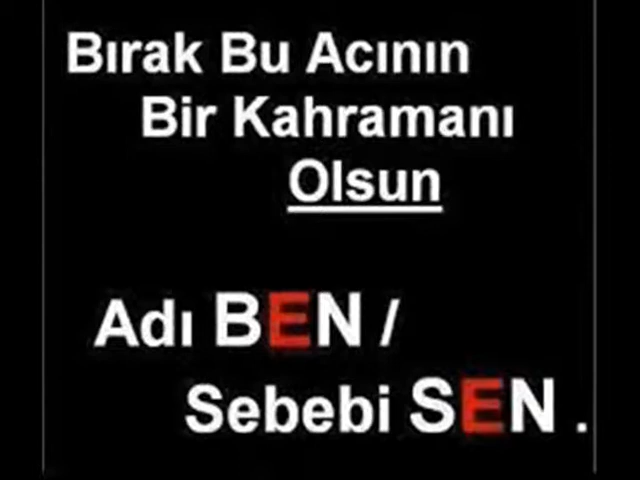 Bırak Bu Acının
Bir Kahramanı
Olsun
Adı BEN /
Sebebi SEN .